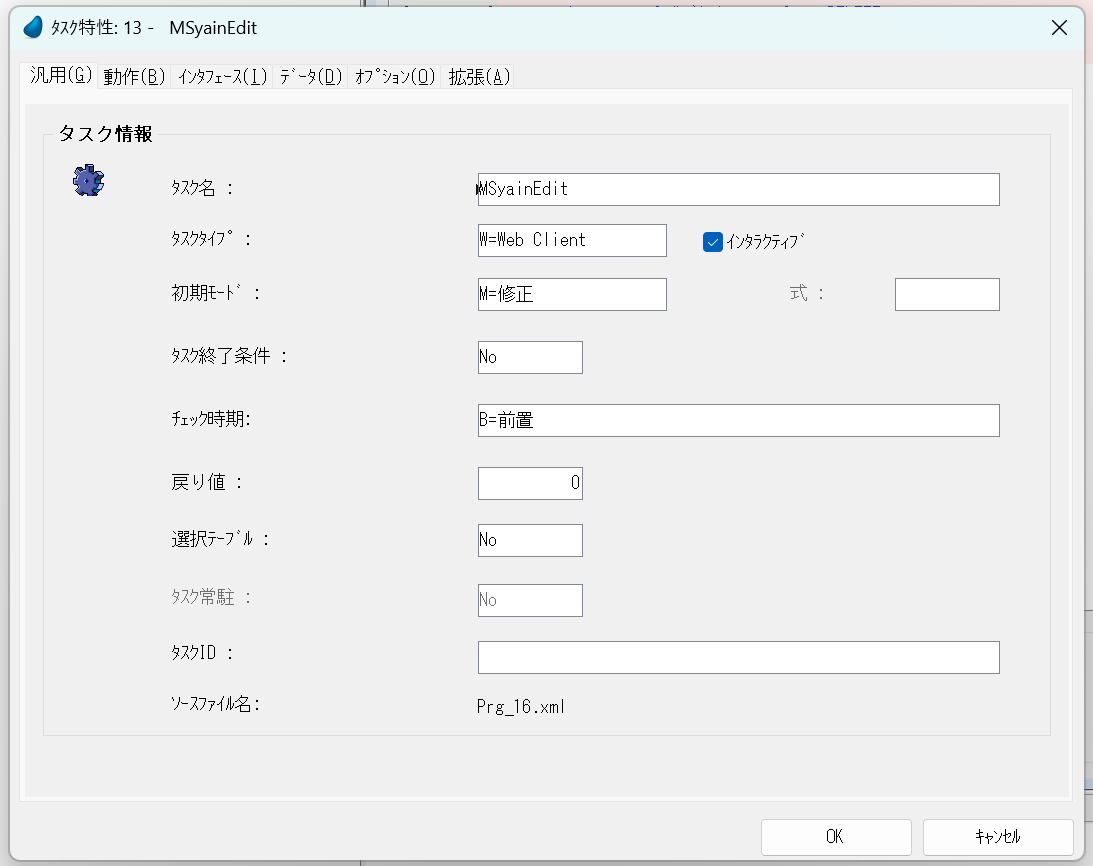 ﾀｽｸ特性: 13 -   MSyainEdit
汎用(G) 動作(B) ｲﾝﾀﾌｪｰｽ(I) ﾃﾞｰﾀ(D) ｵﾌﾟｼｮﾝ(O) 拡張(A)
タスク情報
ﾀｽｸ名 : MSyainEdit
ﾀｽｸﾀｲﾌﾟ : W=Web Client ｲﾝﾀﾗｸﾃｨﾌﾞ
初期ﾓｰﾄﾞ : M=修正 式 :
ﾀｽｸ終了条件 : No
ﾁｪｯｸ時期: B=前置
戻り値 : 0
選択ﾃｰﾌﾞﾙ : No
ﾀｽｸ常駐 : No
ﾀｽｸID :
ｿｰｽﾌｧｲﾙ名: Prg_16.xml
OK ｷｬﾝｾﾙ